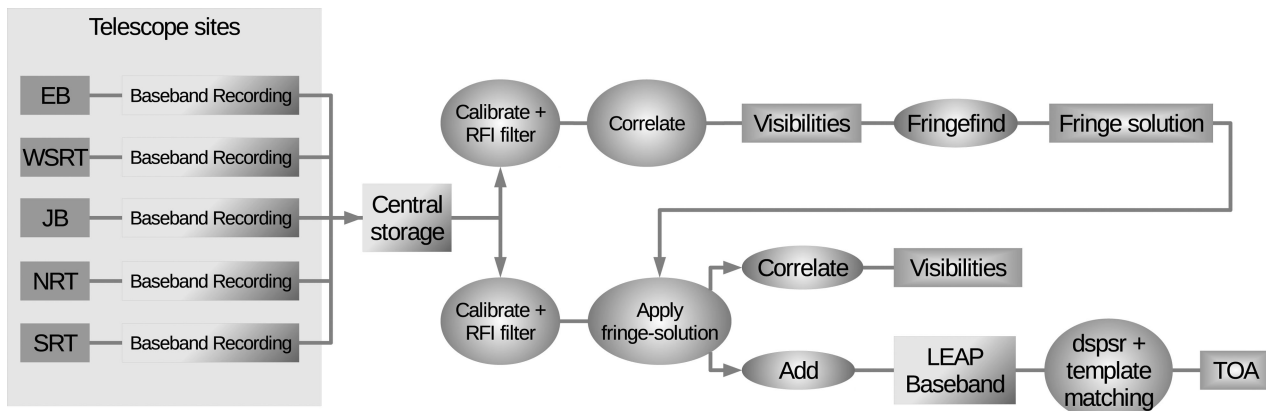 Telescope sites
EB
Baseband Recording
WSRT
Baseband Recording
JB
Baseband Recording
NRT
Baseband Recording
SRT
Baseband Recording
Central
storage
Calibrate +
RFI filter
Correlate
Visibilities
Fringefind
Fringe solution
Calibrate +
RFI filter
Apply
fringe-solution
Correlate
Visibilities
Add
LEAP
Baseband
dspsr +
template
matching
TOA